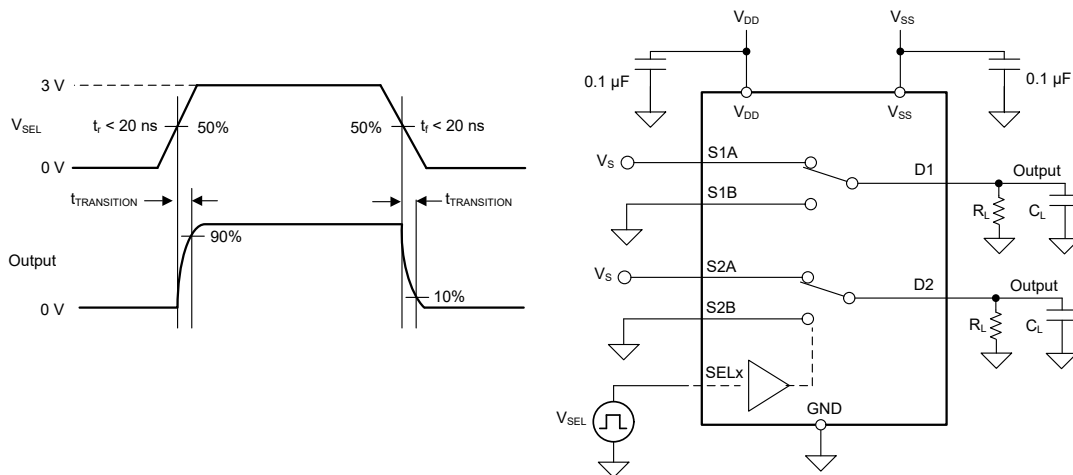 3 V
V_SEL
t_r < 20 ns
50%
50%
t_f < 20 ns
0 V
t_TRANSITION
t_TRANSITION
90%
Output
10%
0 V
V_DD
V_SS
0.1 µF
0.1 µF
V_DD
V_SS
V_S
S1A
D1
Output
S1B
R_L
C_L
V_S
S2A
D2
Output
S2B
R_L
C_L
SELx
V_SEL
GND